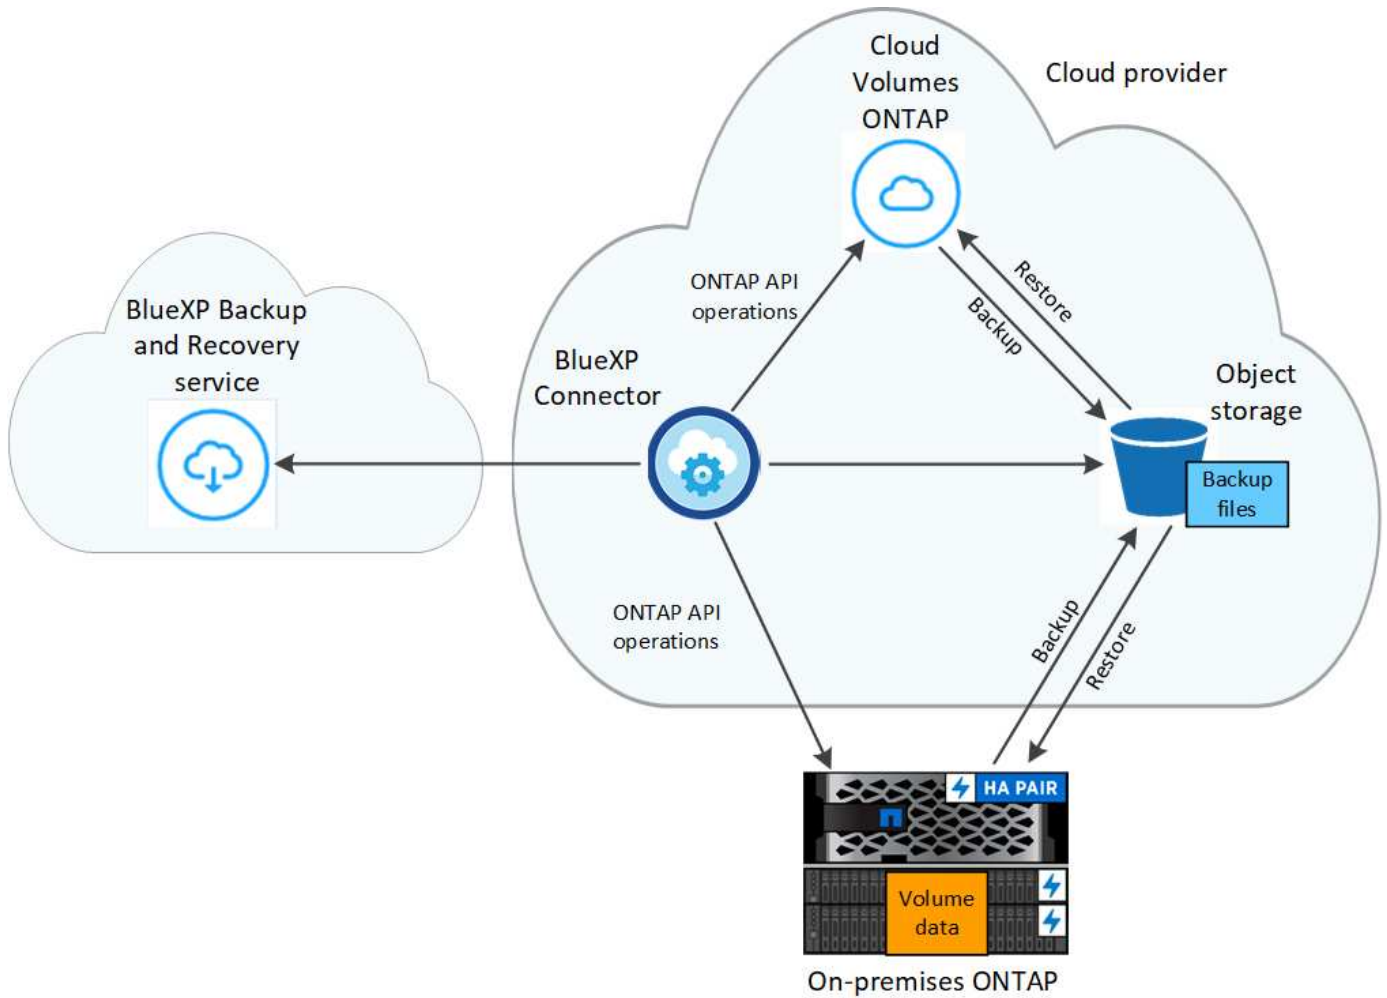 Cloud
Volumes
ONTAP
Cloud provider
ONTAP API
operations
Restore
Backup
BlueXP Backup
and Recovery
service
BlueXP
Connector
Object
storage
Backup
files
ONTAP API
operations
Backup
Restore
HA PAIR
Volume
data
On-premises ONTAP